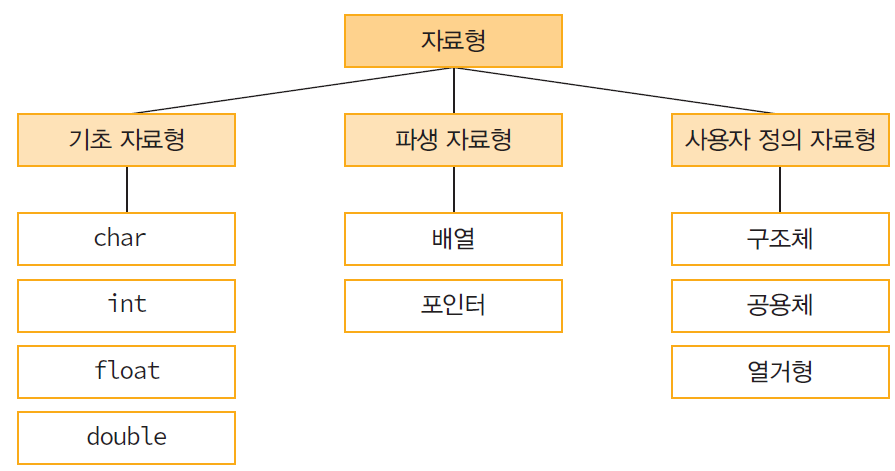 자료형
기초 자료형
파생 자료형
사용자 정의 자료형
char
배열
구조체
int
포인터
공용체
float
열거형
double